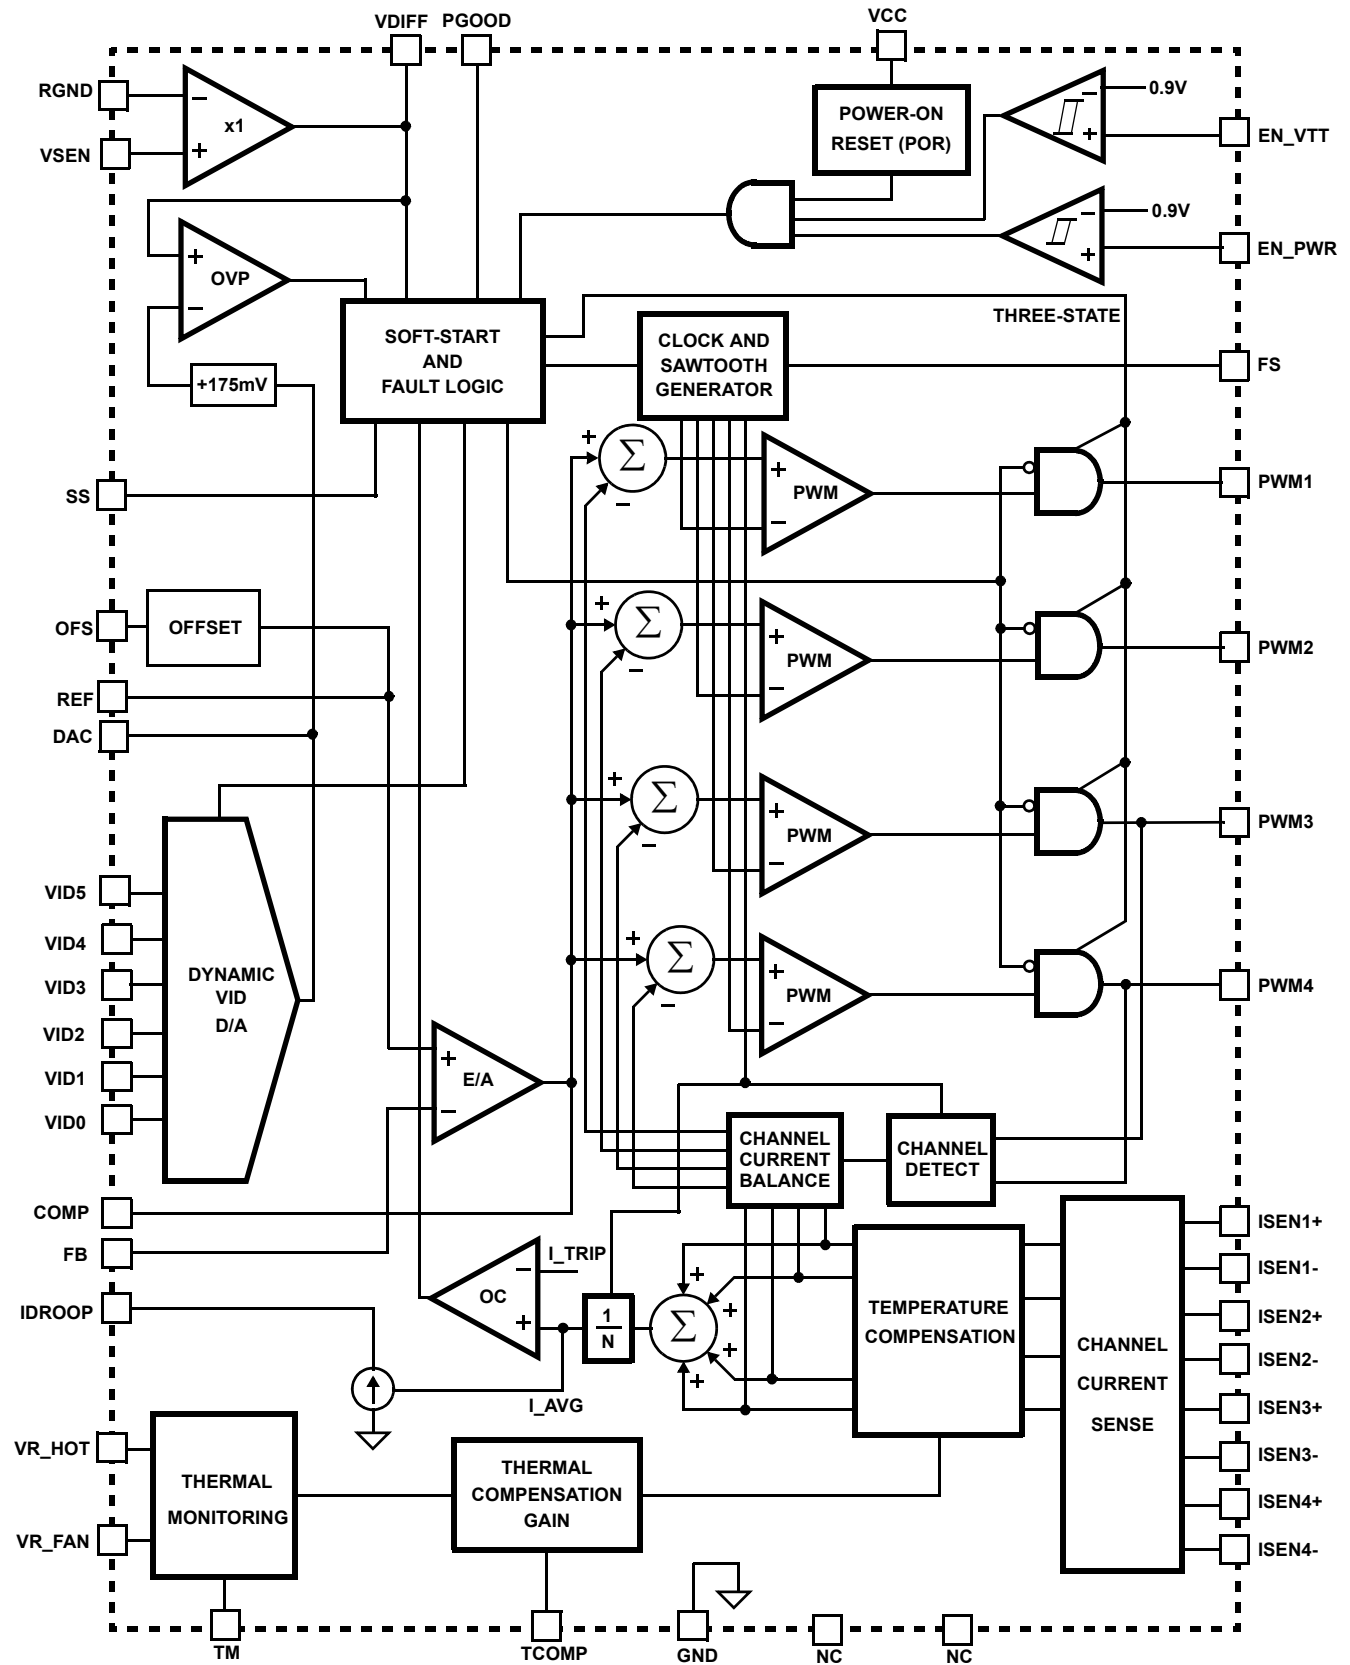 VDIFF PGOOD VCC
RGND
−
x1
VSEN
+
POWER-ON
RESET (POR)
−
0.9V
+
EN_VTT
−
0.9V
+
EN_PWR
+
OVP
−
+175mV
SOFT-START
AND
FAULT LOGIC
CLOCK AND
SAWTOOTH
GENERATOR
THREE-STATE
FS
+
Σ
−
+
PWM
−
PWM1
SS
OFS
OFFSET
+
Σ
−
+
PWM
−
PWM2
REF
DAC
+
Σ
−
+
PWM
−
PWM3
VID5
VID4
VID3
VID2
VID1
VID0
DYNAMIC
VID
D/A
+
Σ
−
+
PWM
−
PWM4
+
E/A
−
CHANNEL
CURRENT
BALANCE
CHANNEL
DETECT
COMP
FB
IDROOP
I_TRIP
−
OC
+
1
N
I_AVG
+
+
Σ
+
+
TEMPERATURE
COMPENSATION
CHANNEL
CURRENT
SENSE
ISEN1+
ISEN1-
ISEN2+
ISEN2-
ISEN3+
ISEN3-
ISEN4+
ISEN4-
VR_HOT
VR_FAN
THERMAL
MONITORING
THERMAL
COMPENSATION
GAIN
TM
TCOMP
GND
NC
NC